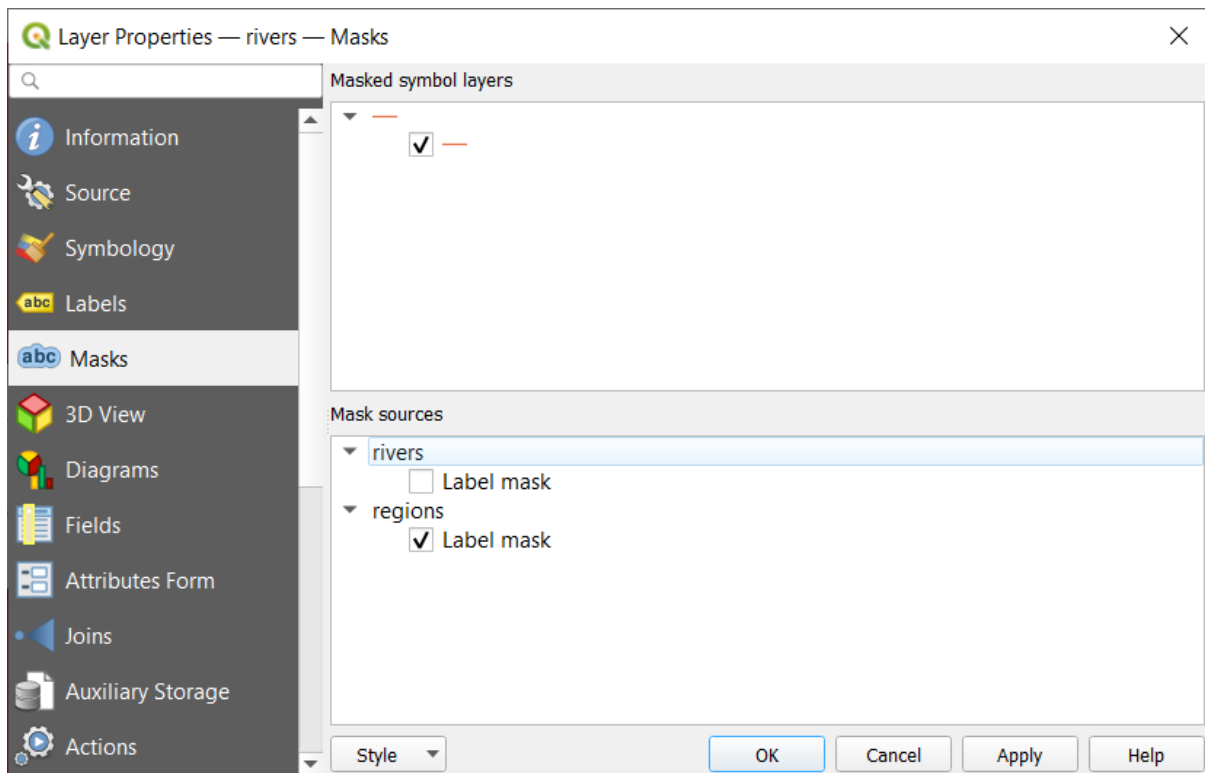 Layer Properties — rivers — Masks
Information
Source
Symbology
abc Labels
abc Masks
3D View
Diagrams
Fields
Attributes Form
Joins
Auxiliary Storage
Actions
Masked symbol layers
Mask sources
rivers
Label mask
regions
Label mask
Style
OK
Cancel
Apply
Help